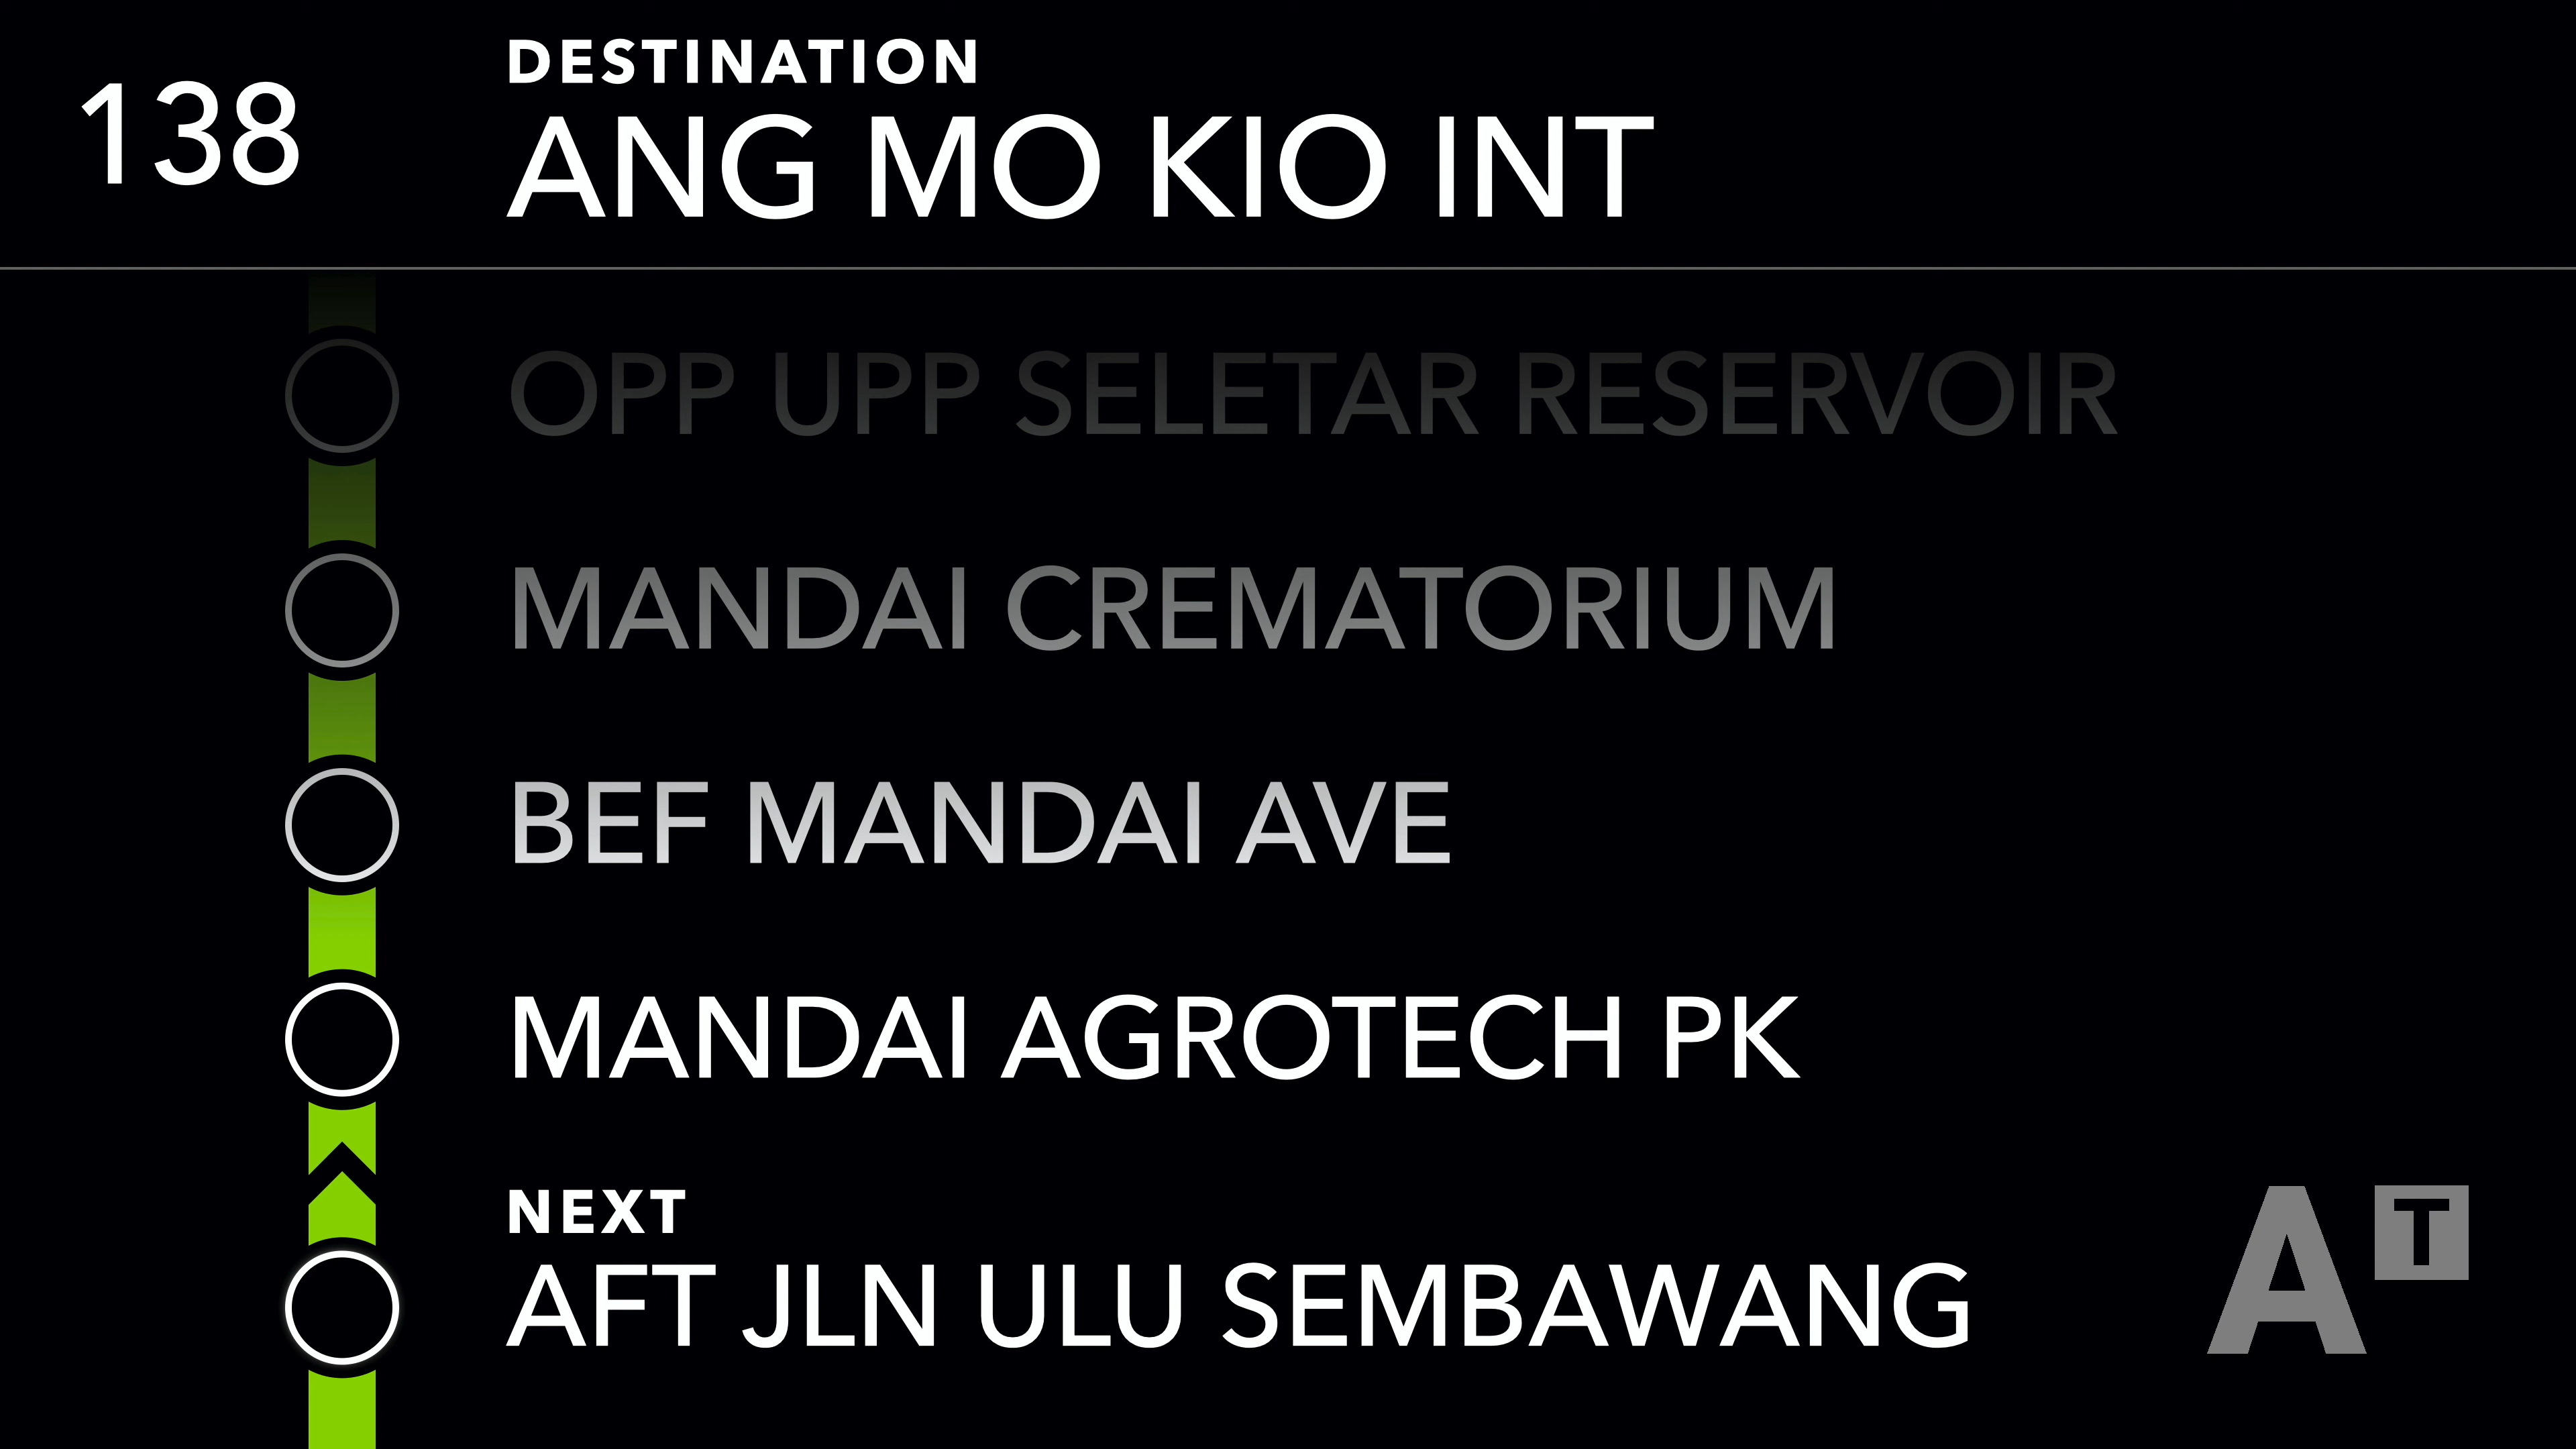 138
DESTINATION
ANG MO KIO INT
OPP UPP SELETAR RESERVOIR
MANDAI CREMATORIUM
BEF MANDAI AVE
MANDAI AGROTECH PK
NEXT
AFT JLN ULU SEMBAWANG
AT